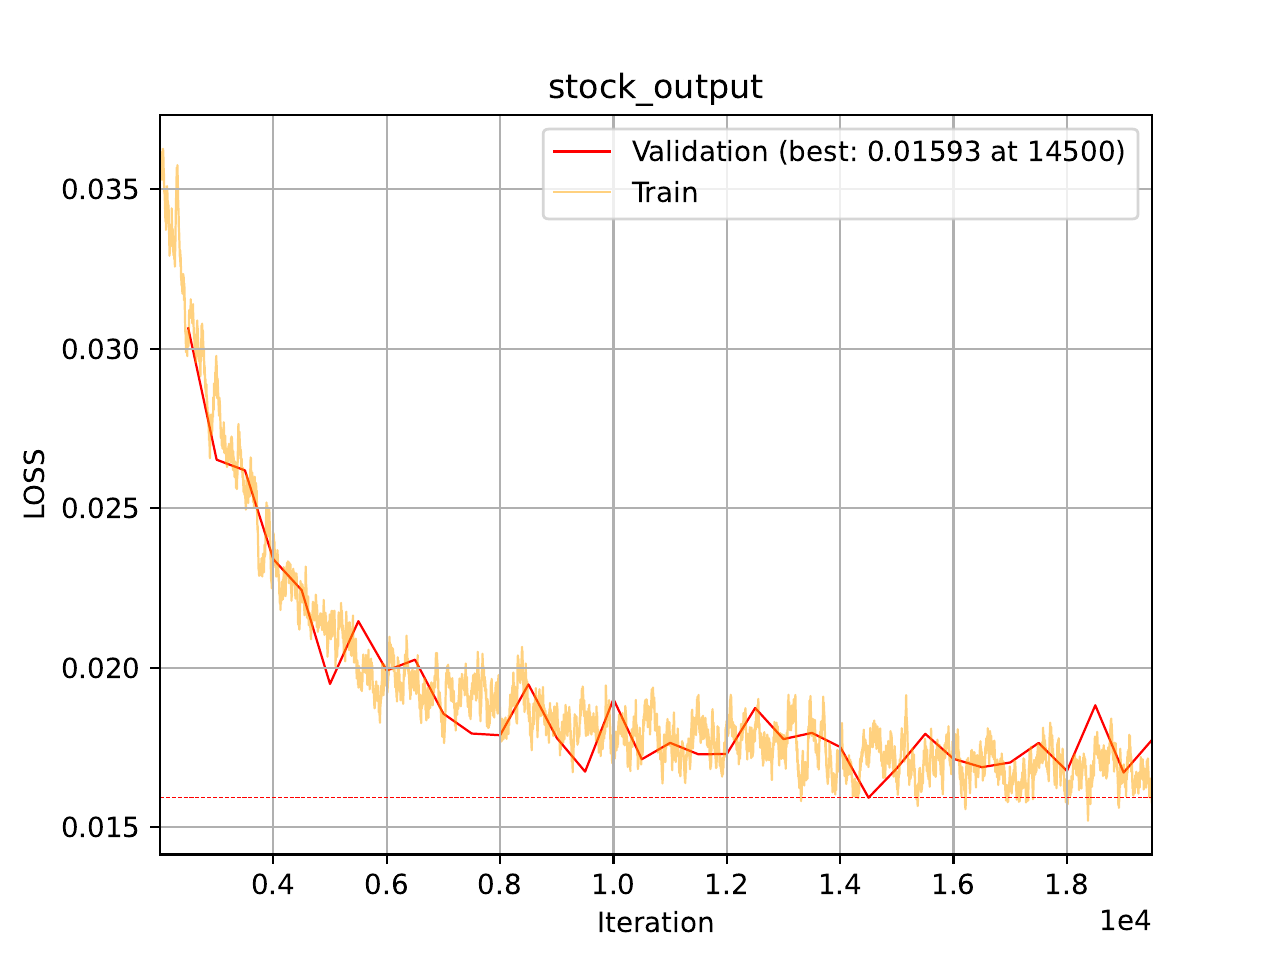 stock_output
Validation (best: 0.01593 at 14500)
Train
0.035
0.030
0.025
0.020
0.015
LOSS
0.4 0.6 0.8 1.0 1.2 1.4 1.6 1.8
1e4
Iteration